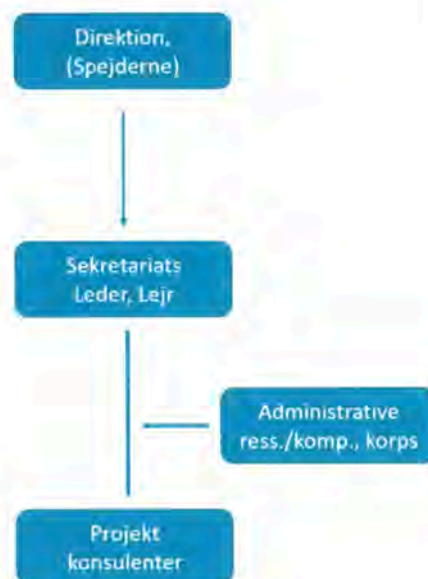 Direktion,
(Spejderne)
Sekretariats
Leder, Lejr
Administrative
ress./komp., korps
Projekt
konsulenter